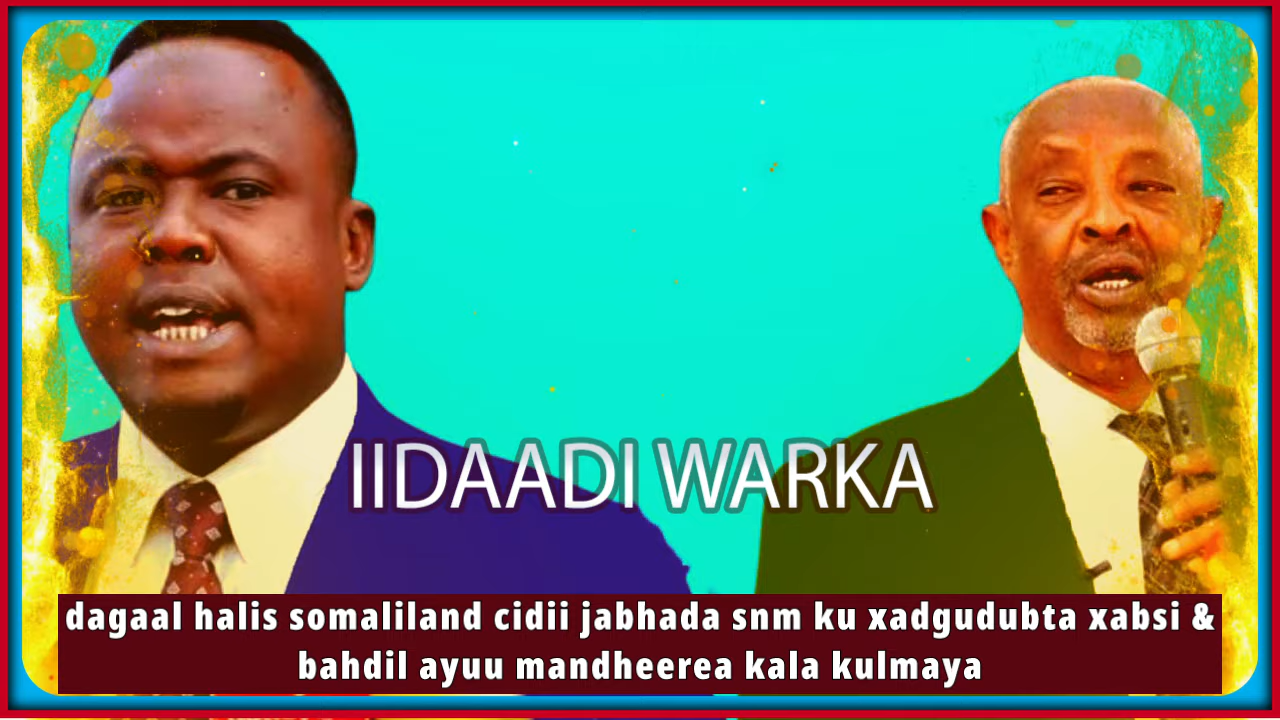 IIDAADI WARKA
dagaal halis somaliland cidii jabhada snm ku xadgudubta xabsi &
bahdil ayuu mandheerea kala kulmaya